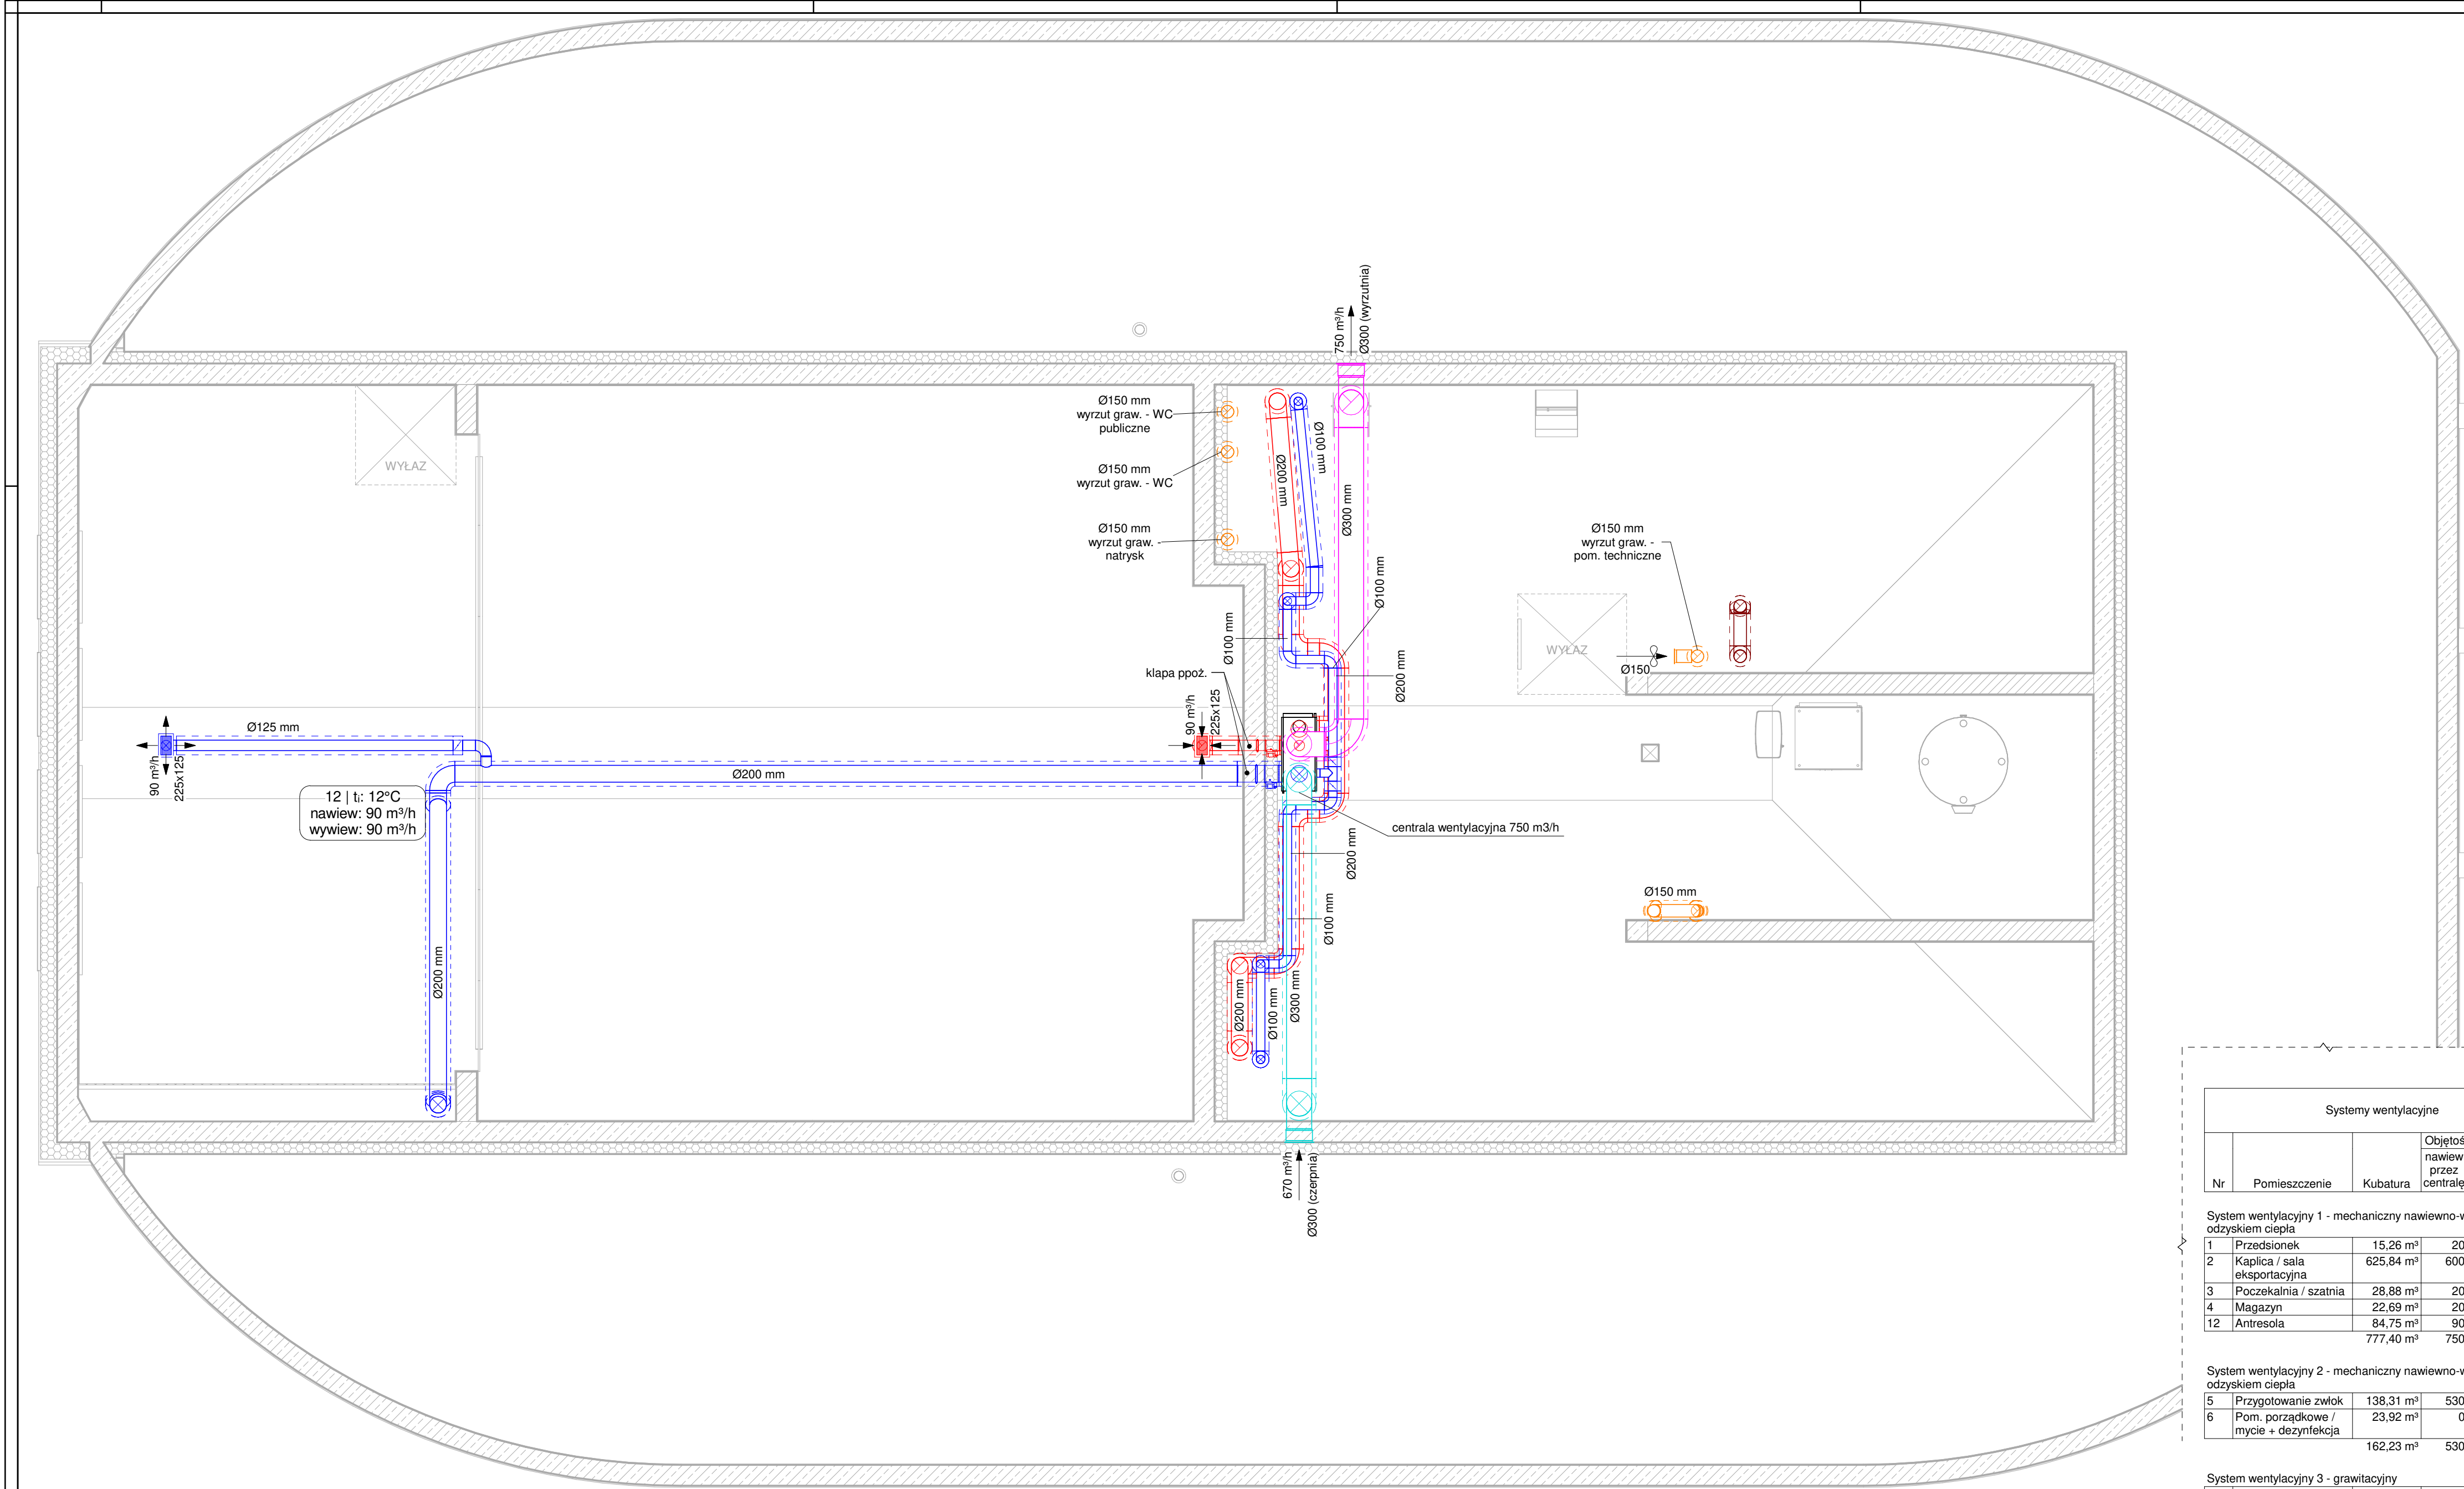 750 m³/h
Ø300 (wyrzutnia)
Ø150 mm
wyrzut graw. - WC
publiczne
Ø150 mm
wyrzut graw. - WC
Ø150 mm
wyrzut graw. -
natrysk
WYŁAZ
Ø200 mm
Ø100 mm
Ø300 mm
Ø150 mm
wyrzut graw. -
pom. techniczne
Ø100 mm
Ø100 mm
Ø200 mm
WYŁAZ
Ø150
klapa ppoż.
90 m³/h
225x125
Ø125 mm
90 m³/h
225x125
Ø200 mm
12 | tᵢ: 12°C
nawiew: 90 m³/h
wywiew: 90 m³/h
centrala wentylacyjna 750 m3/h
Ø200 mm
Ø150 mm
Ø100 mm
Ø200 mm
Ø200 mm
Ø100 mm
Ø300 mm
670 m³/h
Ø300 (czerpnia)
Systemy wentylacyjne
Objętoś
nawiew
przez
centralę
Nr Pomieszczenie Kubatura
System wentylacyjny 1 - mechaniczny nawiewno-w
odzyskiem ciepła
1 Przedsionek 15,26 m³ 20
2 Kaplica / sala 625,84 m³ 600
eksportacyjna
3 Poczekalnia / szatnia 28,88 m³ 20
4 Magazyn 22,69 m³ 20
12 Antresola 84,75 m³ 90
777,40 m³ 750
System wentylacyjny 2 - mechaniczny nawiewno-w
odzyskiem ciepła
5 Przygotowanie zwłok 138,31 m³ 530
6 Pom. porządkowe / 23,92 m³ 0
mycie + dezynfekcja
162,23 m³ 530
System wentylacyjny 3 - grawitacyjny